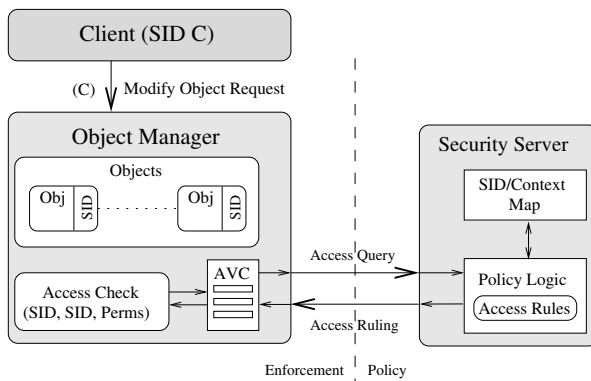 Client (SID C)
(C) Modify Object Request
Object Manager
Objects
Obj SID
Obj SID
Access Check
(SID, SID, Perms)
AVC
Access Query
Access Ruling
Enforcement
Policy
Security Server
SID/Context
Map
Policy Logic
Access Rules